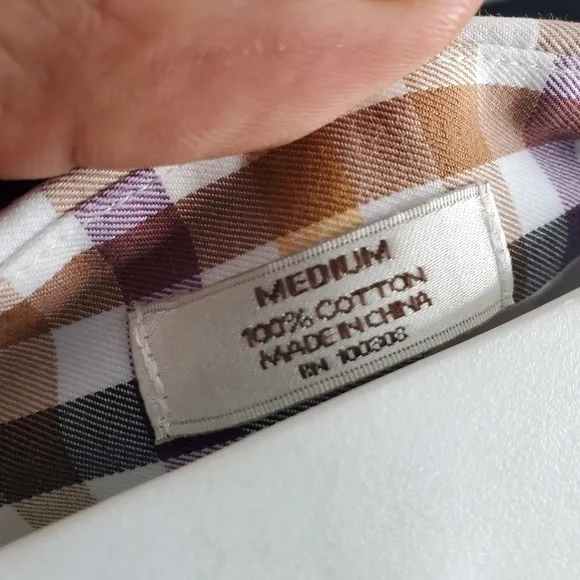 MEDIUM
100% COTTON
MADE IN CHINA
RN 100303